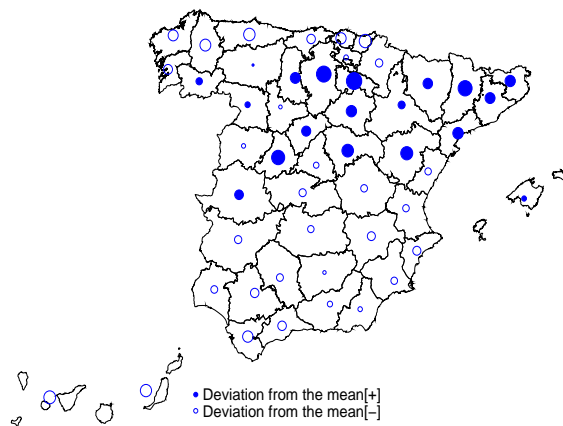 Deviation from the mean[+]
Deviation from the mean[−]